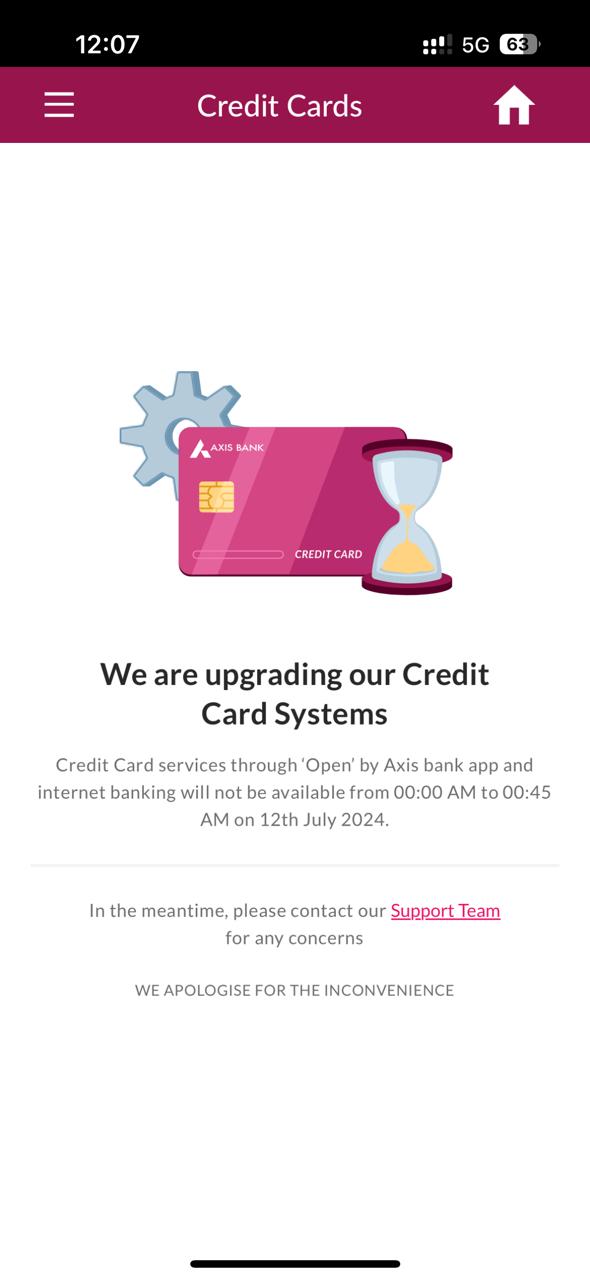 12:07
5G
63
Credit Cards
AXIS BANK
CREDIT CARD
We are upgrading our Credit
Card Systems
Credit Card services through ‘Open’ by Axis bank app and
internet banking will not be available from 00:00 AM to 00:45
AM on 12th July 2024.
In the meantime, please contact our Support Team
for any concerns
WE APOLOGISE FOR THE INCONVENIENCE